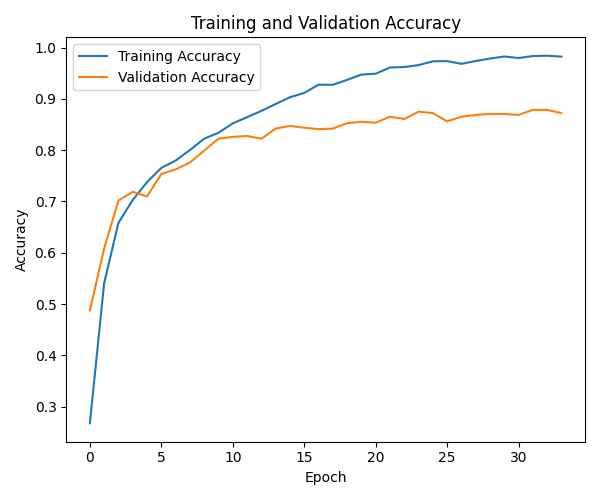 Training and Validation Accuracy
Training Accuracy
Validation Accuracy
1.0
0.9
0.8
0.7
0.6
0.5
0.4
0.3
Accuracy
0 5 10 15 20 25 30
Epoch